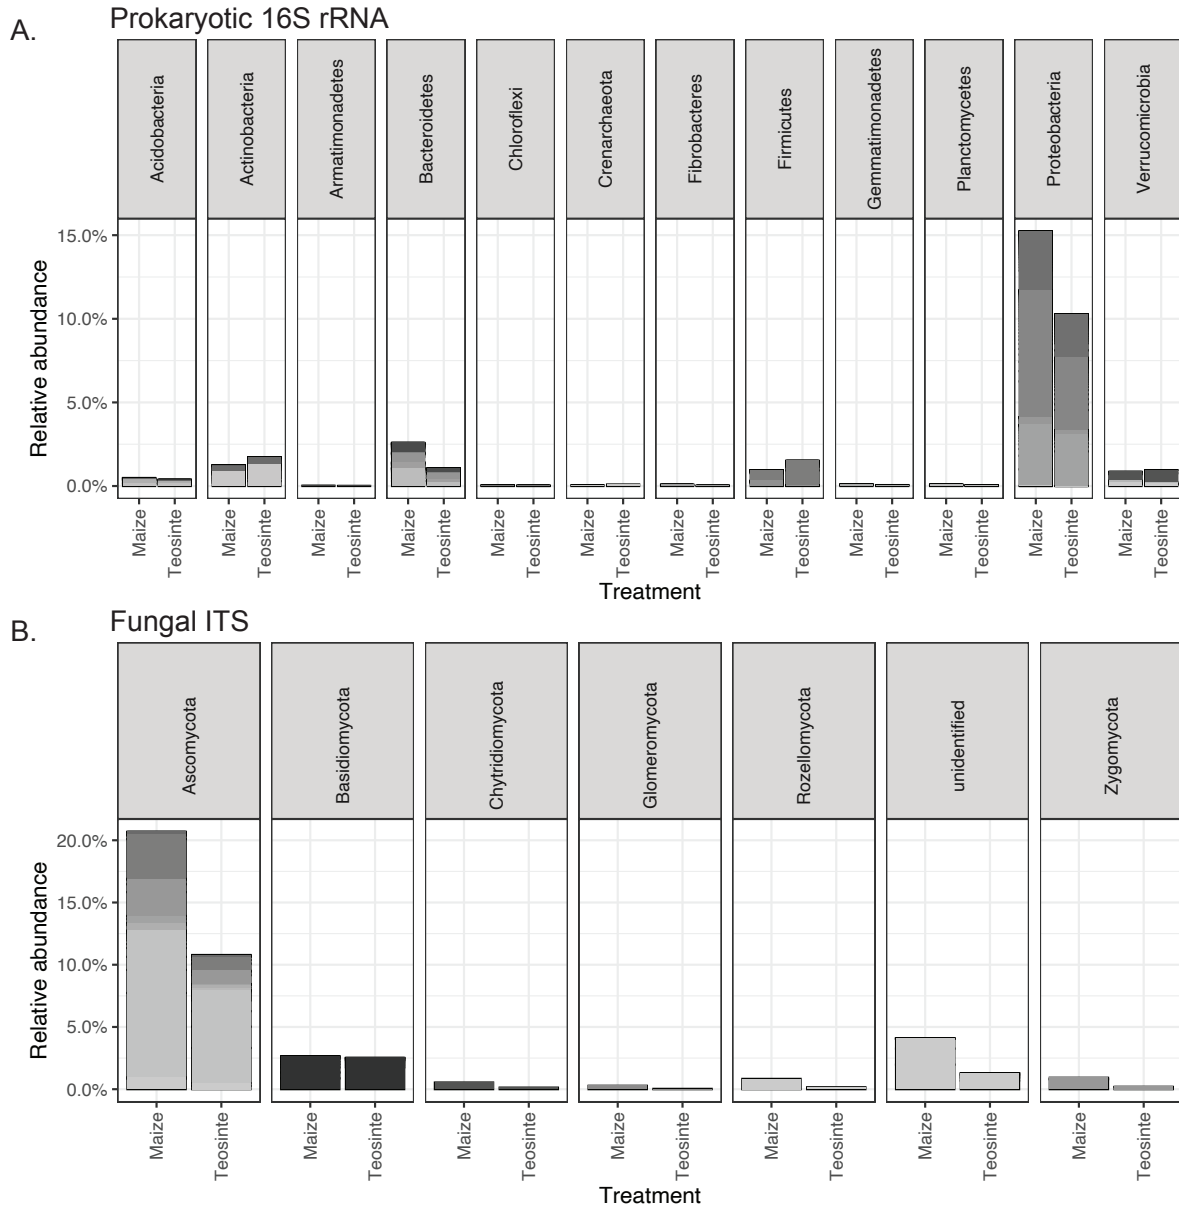 A.
Prokaryotic 16S rRNA
Acidobacteria
Actinobacteria
Armatimonadetes
Bacteroidetes
Chloroflexi
Crenarchaeota
Fibrobacteres
Firmicutes
Gemmatimonadetes
Planctomycetes
Proteobacteria
Verrucomicrobia
Relative abundance
15.0%
10.0%
5.0%
0.0%
Maize
Teosinte
Maize
Teosinte
Maize
Teosinte
Maize
Teosinte
Maize
Teosinte
Maize
Teosinte
Maize
Teosinte
Maize
Teosinte
Maize
Teosinte
Maize
Teosinte
Maize
Teosinte
Maize
Teosinte
Treatment
B.
Fungal ITS
Ascomycota
Basidiomycota
Chytridiomycota
Glomeromycota
Rozellomycota
unidentified
Zygomycota
Relative abundance
20.0%
15.0%
10.0%
5.0%
0.0%
Maize
Teosinte
Maize
Teosinte
Maize
Teosinte
Maize
Teosinte
Maize
Teosinte
Maize
Teosinte
Maize
Teosinte
Treatment